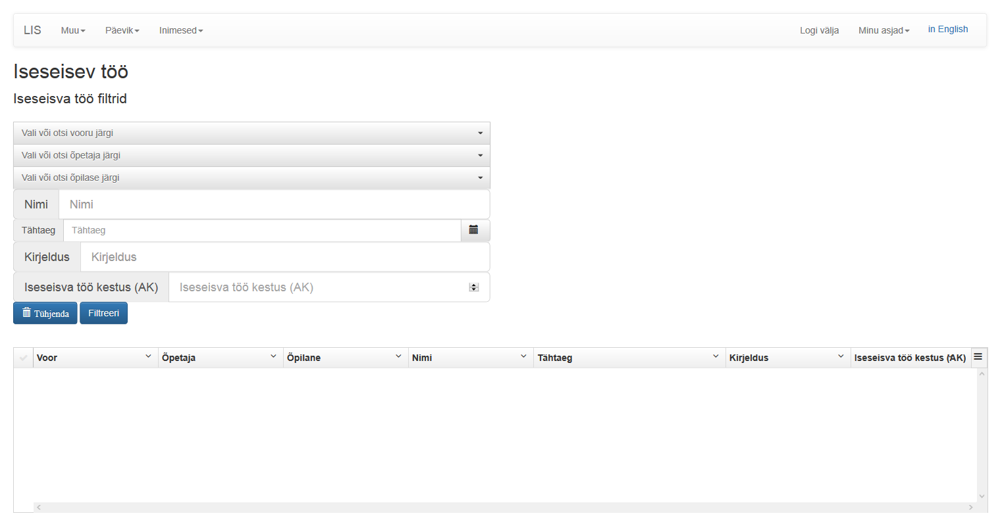 LIS Muu Päevik Inimesed Logi välja Minu asjad in English
Iseseisev töö
Iseseisva töö filtrid
Vali või otsi vooru järgi
Vali või otsi õpetaja järgi
Vali või otsi õpilase järgi
Nimi Nimi
Tähtaeg Tähtaeg
Kirjeldus Kirjeldus
Iseseisva töö kestus (AK) Iseseisva töö kestus (AK)
Tühjenda Filtreeri
Voor Õpetaja Õpilane Nimi Tähtaeg Kirjeldus Iseseisva töö kestus (AK)